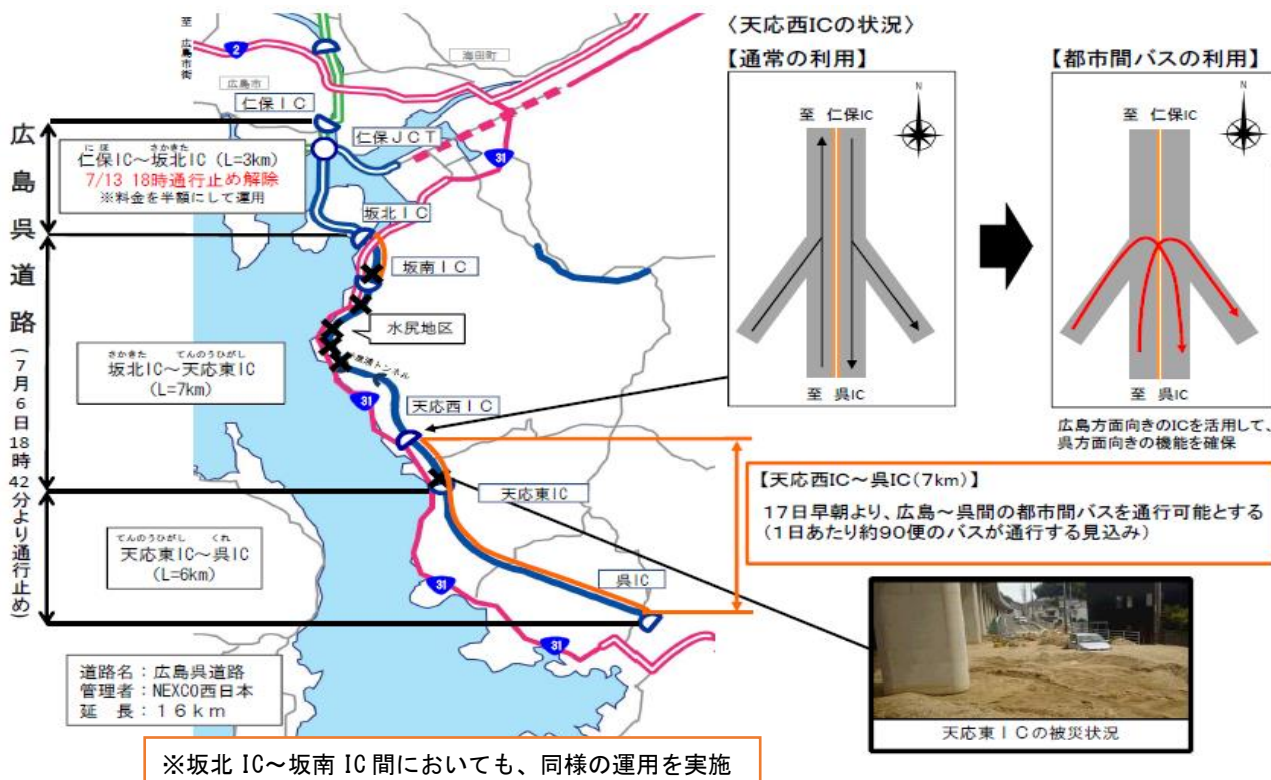 至 広島市街
2
海田町
広島市
仁保IC
仁保JCT
31
広島呉道路(7月6日18時42分より通行止め)
にほ さかきた
仁保IC～坂北IC (L=3km)
7/13 18時通行止め解除
※料金を半額にして運用
坂北IC
坂南IC
水尻地区
さかきた てんのうひがし
坂北IC～天応東IC
(L=7km)
トンネル
31
天応西IC
天応東IC
てんのうひがし くれ
天応東IC～呉IC
(L=6km)
呉IC
31
31
道路名：広島呉道路
管理者：NEXCO西日本
延 長：16km
※坂北 IC～坂南 IC 間においても、同様の運用を実施
〈天応西ICの状況〉
【通常の利用】
至 仁保IC
N
至 呉IC
【都市間バスの利用】
至 仁保IC
N
至 呉IC
広島方面向きのICを活用して、
呉方面向きの機能を確保
【天応西IC～呉IC(7km)】
17日早朝より、広島～呉間の都市間バスを通行可能とする
(1日あたり約90便のバスが通行する見込み)
天応東ICの被災状況